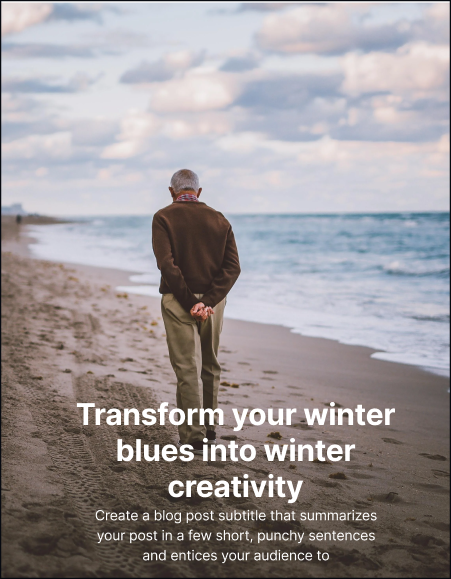 Transform your winter
blues into winter
creativity
Create a blog post subtitle that summarizes
your post in a few short, punchy sentences
and entices your audience to